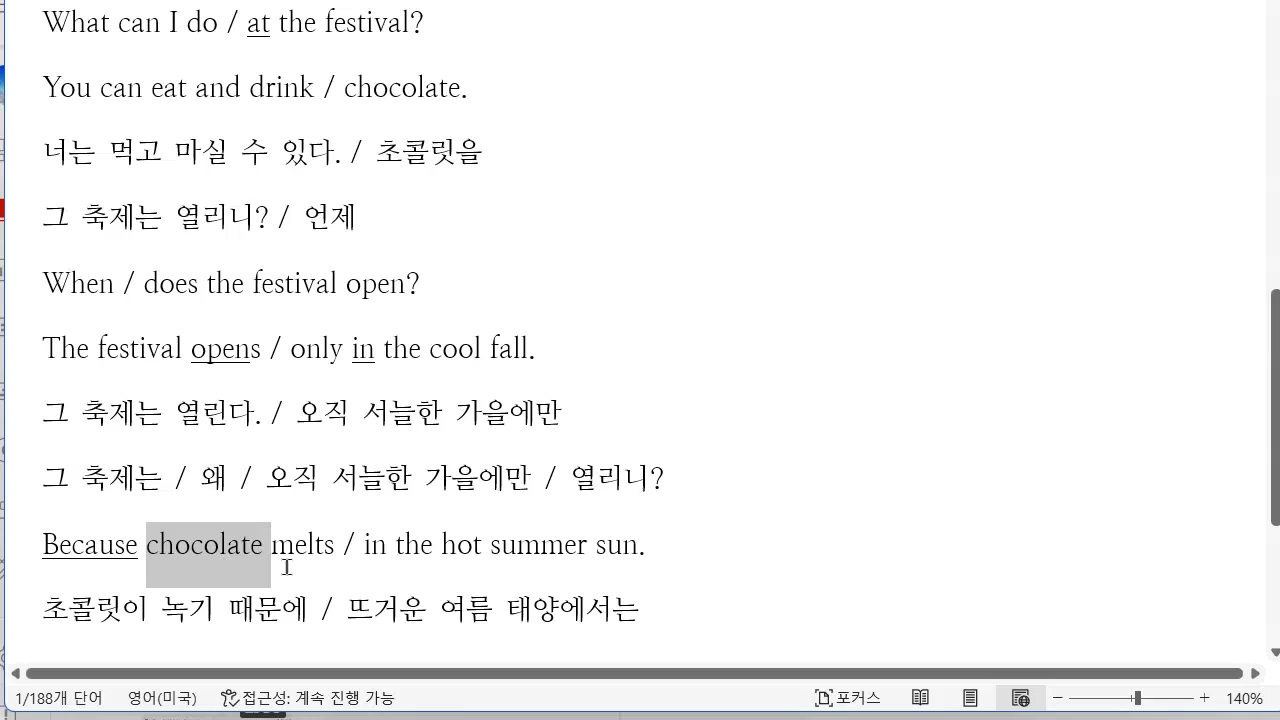 What can I do / at the festival?
You can eat and drink / chocolate.
너는 먹고 마실 수 있다. / 초콜릿을
그 축제는 열리니? / 언제
When / does the festival open?
The festival opens / only in the cool fall.
그 축제는 열린다. / 오직 서늘한 가을에만
그 축제는 / 왜 / 오직 서늘한 가을에만 / 열리니?
Because chocolate melts / in the hot summer sun.
초콜릿이 녹기 때문에 / 뜨거운 여름 태양에서는
1/188개 단어 영어(미국) 접근성: 계속 진행 가능 포커스 140%